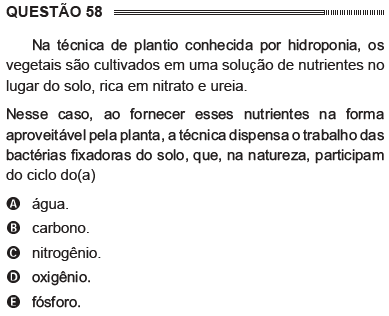 QUESTÃO 58
Na técnica de plantio conhecida por hidroponia, os
vegetais são cultivados em uma solução de nutrientes no
lugar do solo, rica em nitrato e ureia.
Nesse caso, ao fornecer esses nutrientes na forma
aproveitável pela planta, a técnica dispensa o trabalho das
bactérias fixadoras do solo, que, na natureza, participam
do ciclo do(a)
A água.
B carbono.
C nitrogênio.
D oxigênio.
E fósforo.